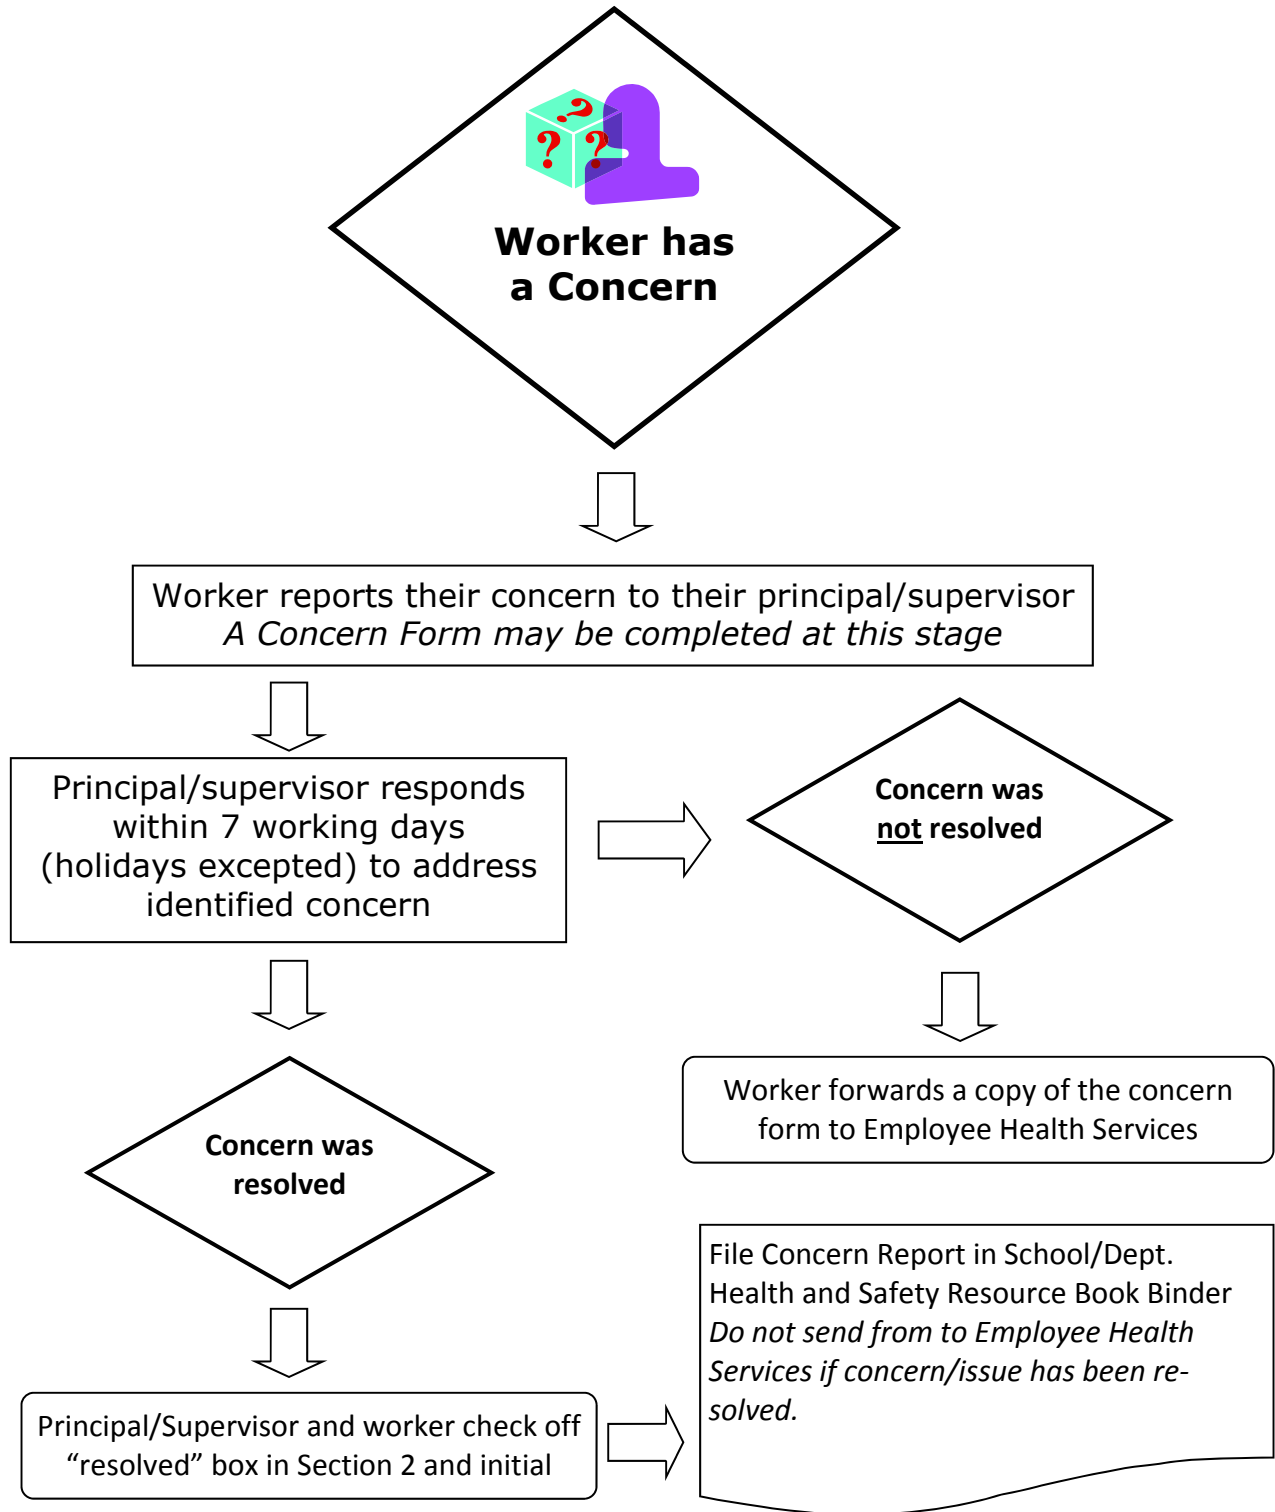 ? ? ?
Worker has
a Concern
Worker reports their concern to their principal/supervisor
A Concern Form may be completed at this stage
Principal/supervisor responds
within 7 working days
(holidays excepted) to address
identified concern
Concern was
not resolved
Worker forwards a copy of the concern
form to Employee Health Services
Concern was
resolved
Principal/Supervisor and worker check off
“resolved” box in Section 2 and initial
File Concern Report in School/Dept.
Health and Safety Resource Book Binder
Do not send from to Employee Health
Services if concern/issue has been re-
solved.